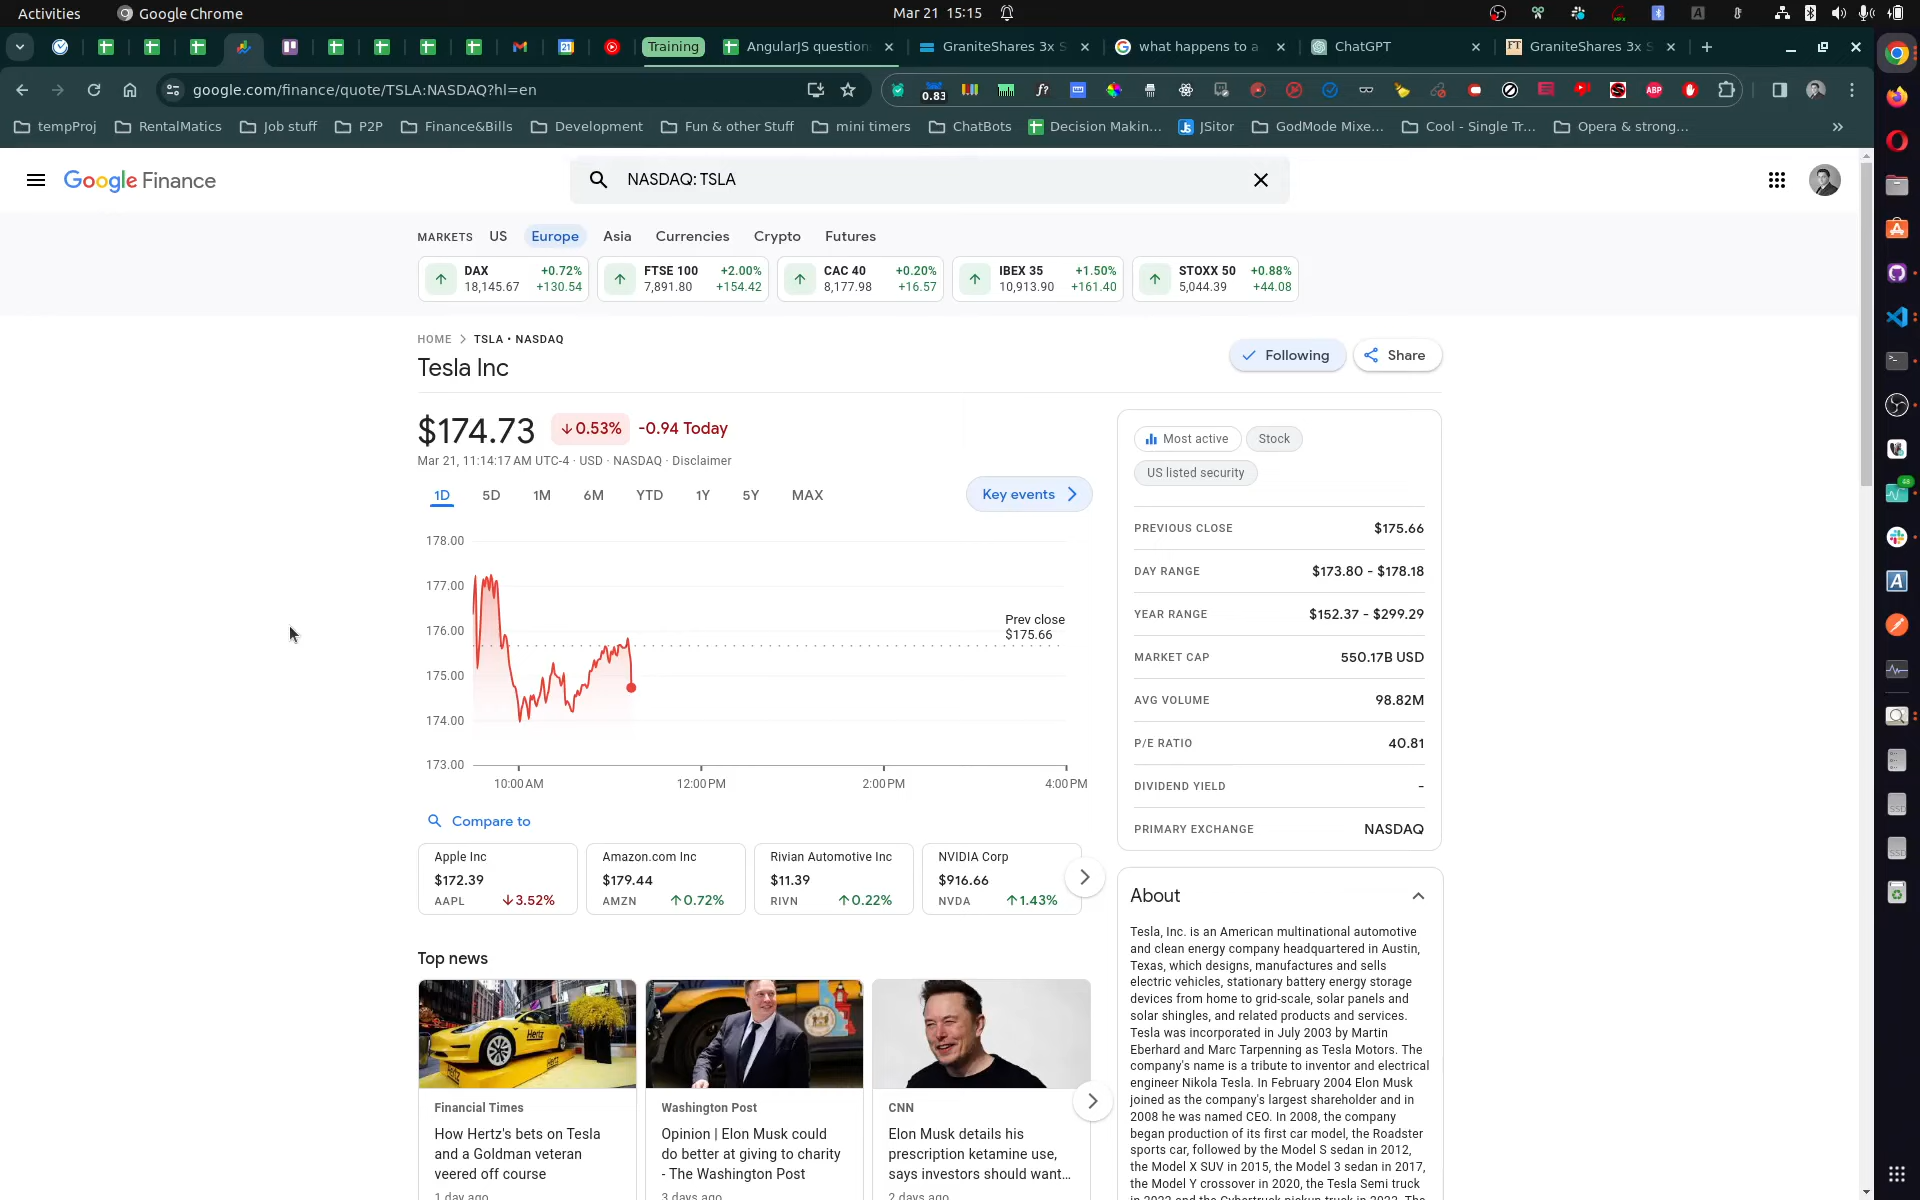 Activities
Google Chrome
Mar 21 15:15
Training
AngularJS question
GraniteShares 3x S
what happens to a
ChatGPT
GraniteShares 3x S
google.com/finance/quote/TSLA:NASDAQ?hl=en
0.83
tempProj
RentalMatics
Job stuff
P2P
Finance&Bills
Development
Fun & other Stuff
mini timers
ChatBots
Decision Makin...
JSitor
GodMode Mixe...
Cool - Single Tr...
Opera & strong...
Google Finance
NASDAQ: TSLA
MARKETS
US
Europe
Asia
Currencies
Crypto
Futures
DAX +0.72%
18,145.67 +130.54
FTSE 100 +2.00%
7,891.80 +154.42
CAC 40 +0.20%
8,177.98 +16.57
IBEX 35 +1.50%
10,913.90 +161.40
STOXX 50 +0.88%
5,044.39 +44.08
HOME > TSLA • NASDAQ
Tesla Inc
Following
Share
$174.73 0.53% -0.94 Today
Mar 21, 11:14:17 AM UTC-4 · USD · NASDAQ · Disclaimer
1D 5D 1M 6M YTD 1Y 5Y MAX
Key events
178.00
177.00
176.00
175.00
174.00
173.00
Prev close
$175.66
10:00 AM 12:00 PM 2:00 PM 4:00 PM
Most active
Stock
US listed security
PREVIOUS CLOSE $175.66
DAY RANGE $173.80 - $178.18
YEAR RANGE $152.37 - $299.29
MARKET CAP 550.17B USD
AVG VOLUME 98.82M
P/E RATIO 40.81
DIVIDEND YIELD -
PRIMARY EXCHANGE NASDAQ
Compare to
Apple Inc
$172.39
AAPL 3.52%
Amazon.com Inc
$179.44
AMZN 0.72%
Rivian Automotive Inc
$11.39
RIVN 0.22%
NVIDIA Corp
$916.66
NVDA 1.43%
Top news
Hertz
Hertz
Financial Times
How Hertz's bets on Tesla
and a Goldman veteran
veered off course
1 day ago
Washington Post
Opinion | Elon Musk could
do better at giving to charity
- The Washington Post
3 days ago
CNN
Elon Musk details his
prescription ketamine use,
says investors should want...
2 days ago
About
Tesla, Inc. is an American multinational automotive
and clean energy company headquartered in Austin,
Texas, which designs, manufactures and sells
electric vehicles, stationary battery energy storage
devices from home to grid-scale, solar panels and
solar shingles, and related products and services.
Tesla was incorporated in July 2003 by Martin
Eberhard and Marc Tarpenning as Tesla Motors. The
company's name is a tribute to inventor and electrical
engineer Nikola Tesla. In February 2004 Elon Musk
joined as the company's largest shareholder and in
2008 he was named CEO. In 2008, the company
began production of its first car model, the Roadster
sports car, followed by the Model S sedan in 2012,
the Model X SUV in 2015, the Model 3 sedan in 2017,
the Model Y crossover in 2020, the Tesla Semi truck